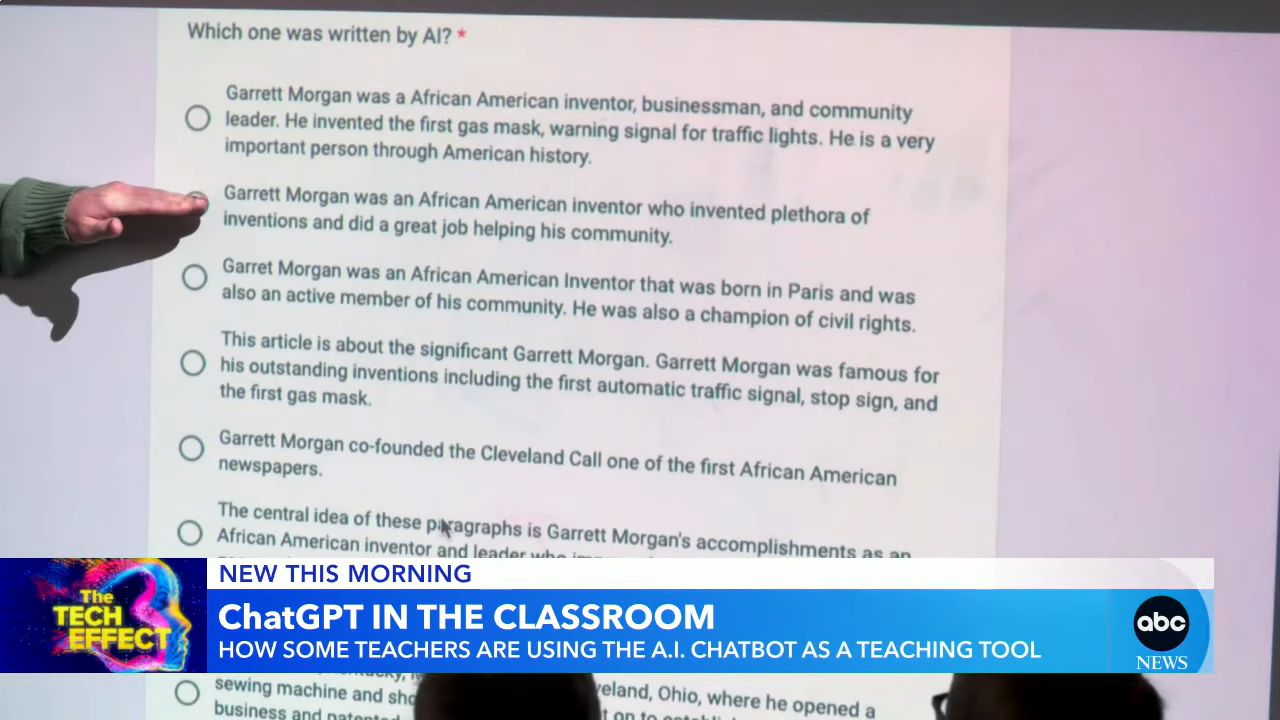 Which one was written by AI? *
Garrett Morgan was a African American inventor, businessman, and community
leader. He invented the first gas mask, warning signal for traffic lights. He is a very
important person through American history.
Garrett Morgan was an African American inventor who invented plethora of
inventions and did a great job helping his community.
Garret Morgan was an African American Inventor that was born in Paris and was
also an active member of his community. He was also a champion of civil rights.
This article is about the significant Garrett Morgan. Garrett Morgan was famous for
his outstanding inventions including the first automatic traffic signal, stop sign, and
the first gas mask.
Garrett Morgan co-founded the Cleveland Call one of the first African American
newspapers.
The central idea of these paragraphs is Garrett Morgan's accomplishments as an
African American inventor and leader who
NEW THIS MORNING
The
TECH
EFFECT
ChatGPT IN THE CLASSROOM
HOW SOME TEACHERS ARE USING THE A.I. CHATBOT AS A TEACHING TOOL
abc
NEWS
sewing machine and Ohio, where he opened a
business and